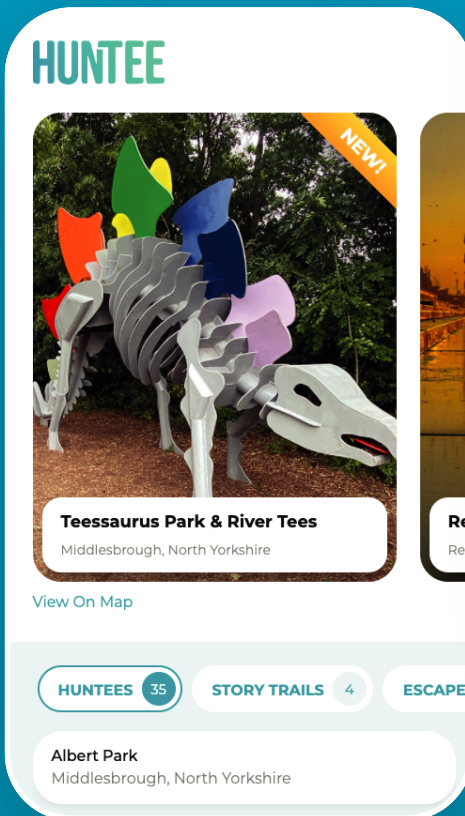 HUNTEE
NEW!
Teessaurus Park & River Tees
Middlesbrough, North Yorkshire
View On Map
HUNTEES 35
STORY TRAILS 4
ESCAPE
Albert Park
Middlesbrough, North Yorkshire